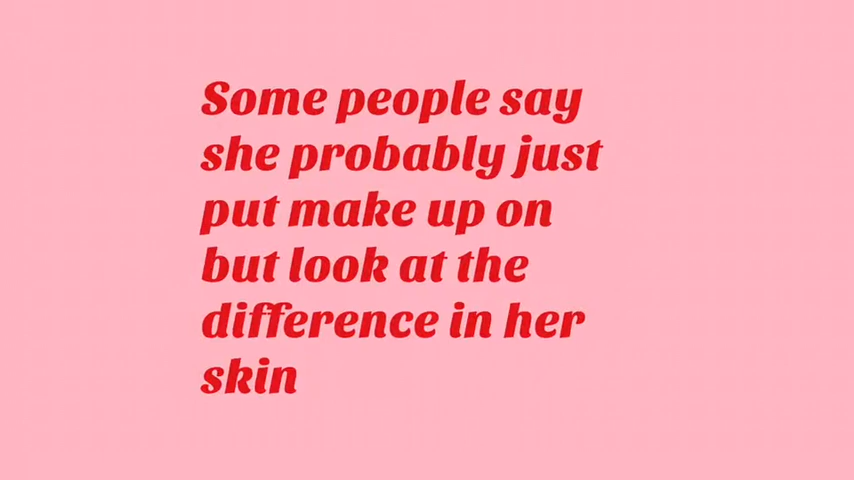 Some people say
she probably just
put make up on
but look at the
difference in her
skin